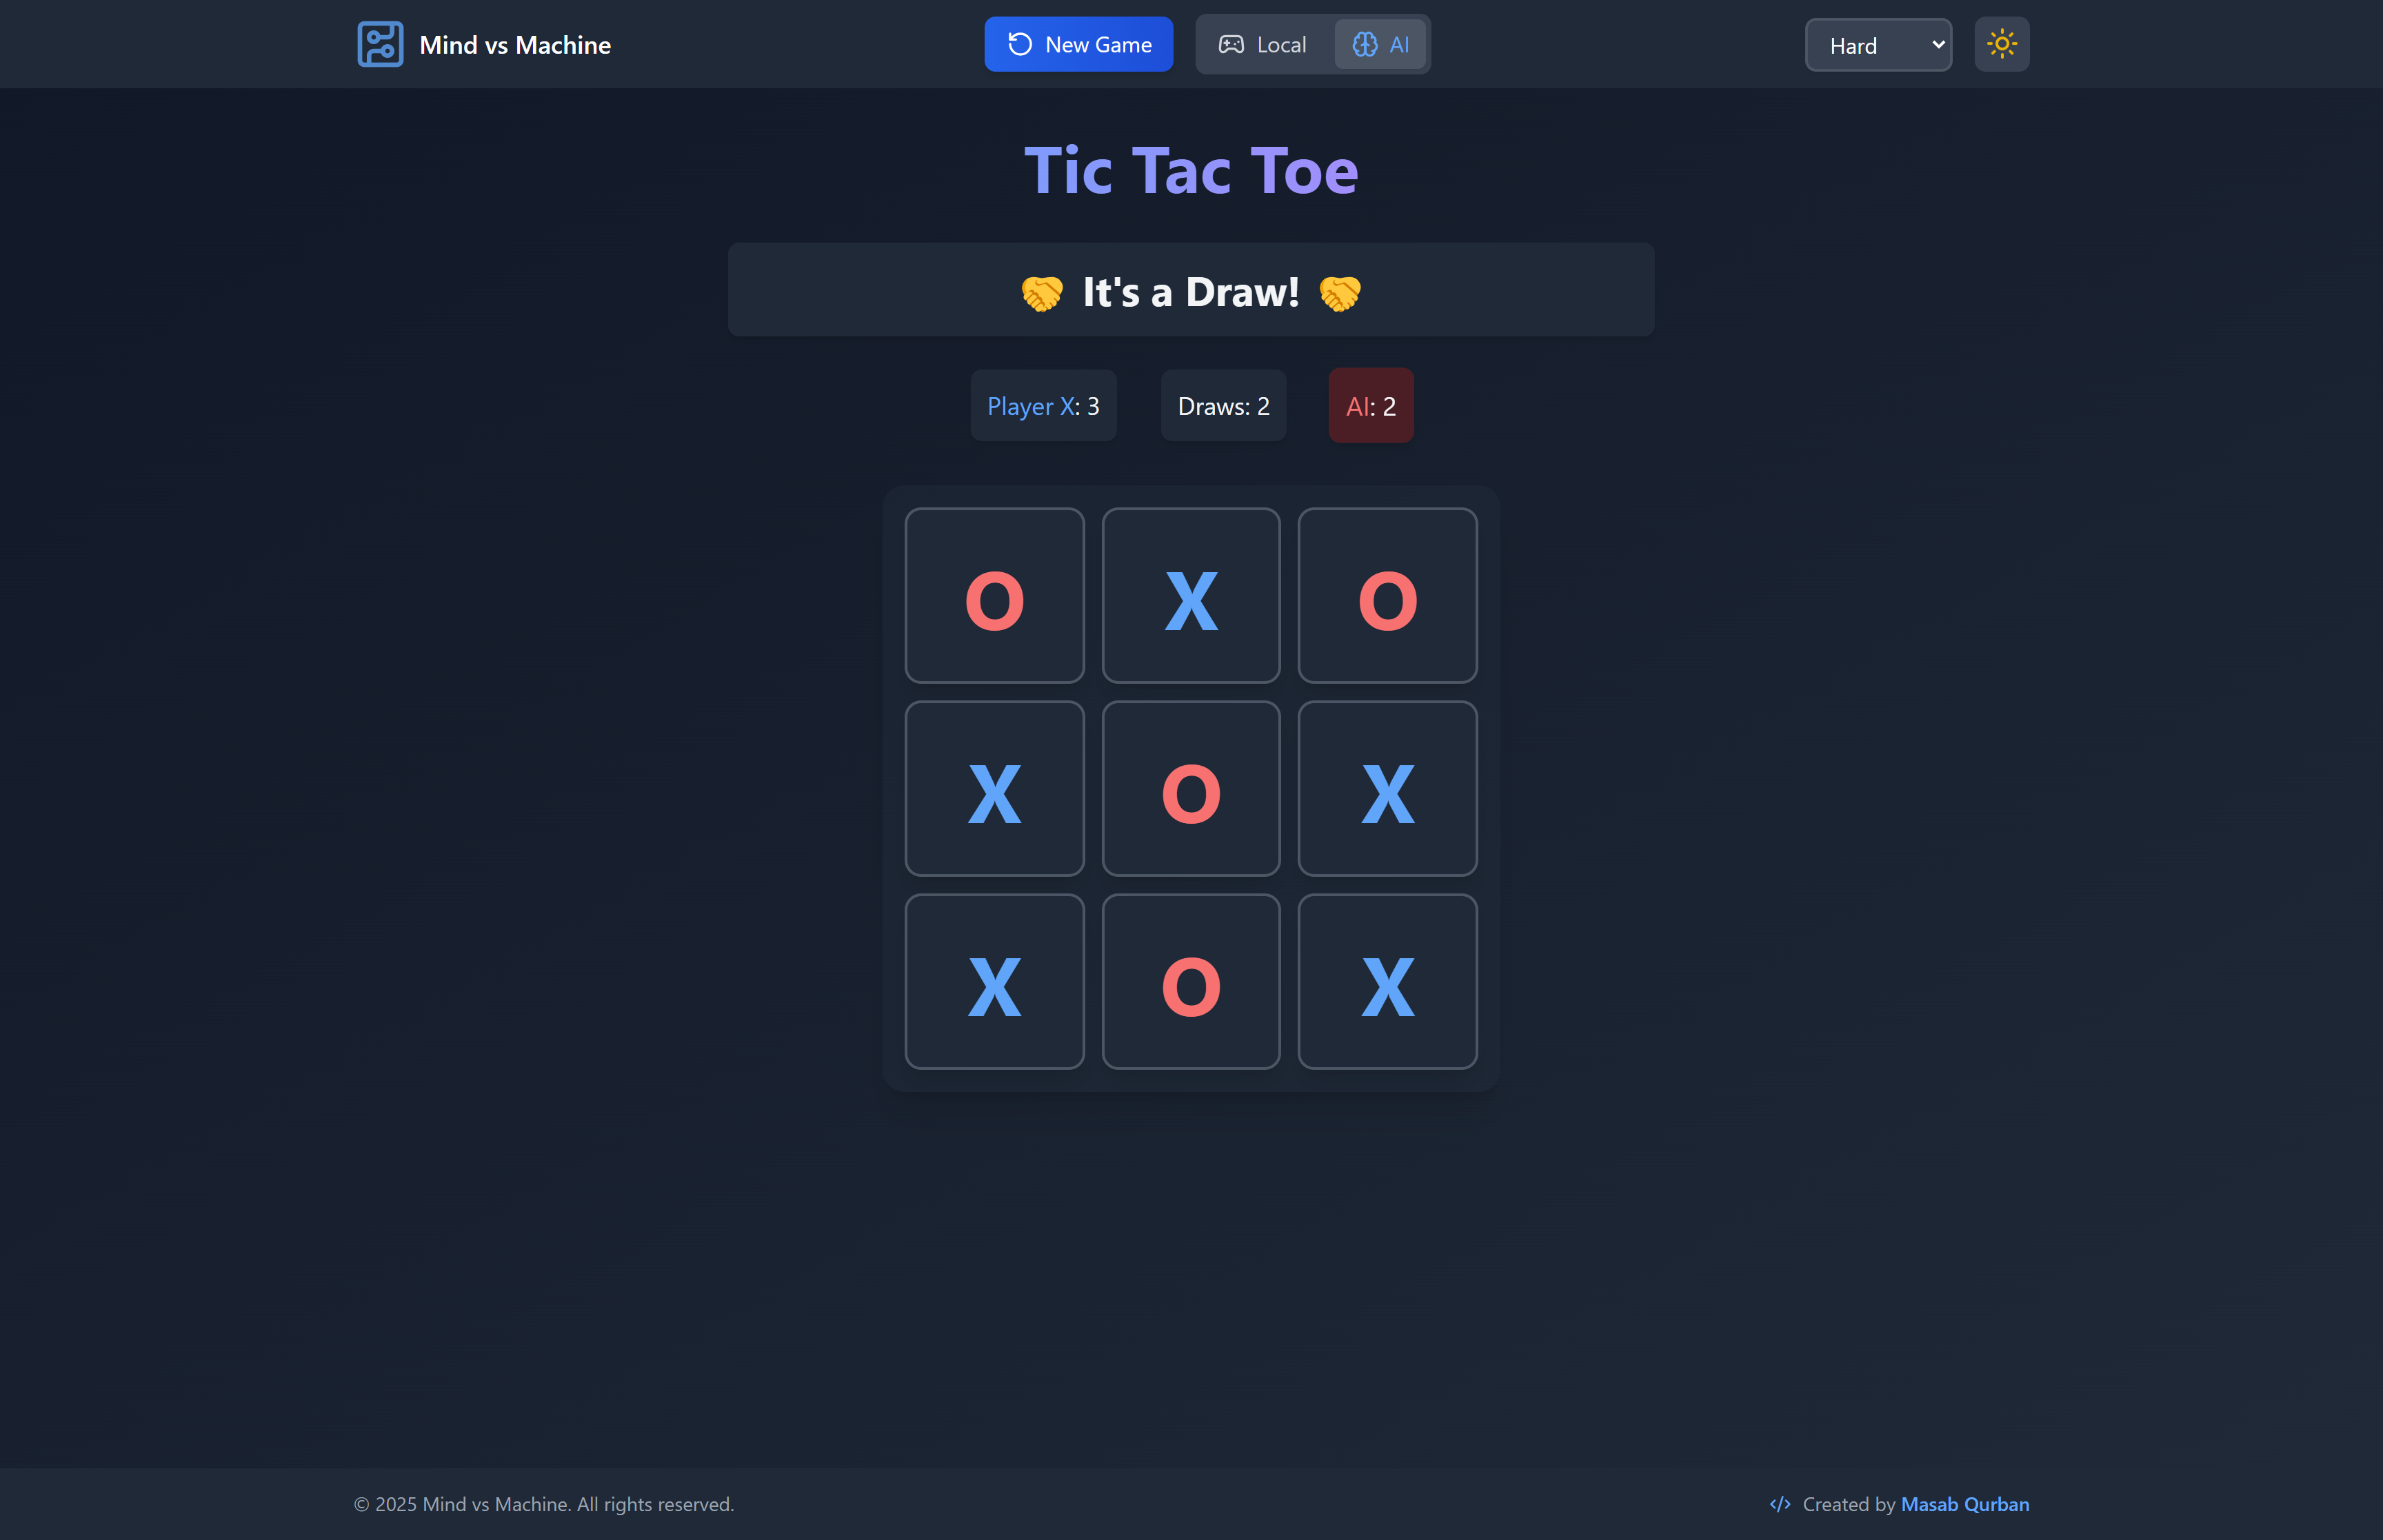 Mind vs Machine
New Game
Local
AI
Hard
Tic Tac Toe
🤝 It's a Draw! 🤝
Player X: 3
Draws: 2
AI: 2
O X O
X O X
X O X
© 2025 Mind vs Machine. All rights reserved.
</> Created by Masab Qurban